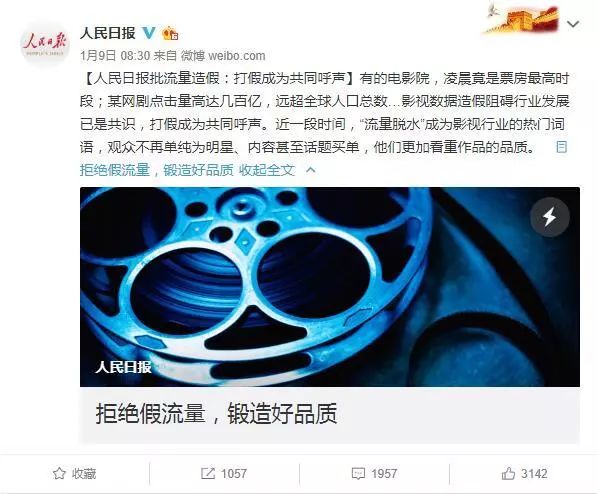 人民日报
人民日报
PEOPLE'S DAILY
1月9日 08:30 来自 微博 weibo.com
【人民日报批流量造假：打假成为共同呼声】有的电影院，凌晨竟是票房最高时
段；某网剧点击量高达几百亿，远超全球人口总数…影视数据造假阻碍行业发展
已是共识，打假成为共同呼声。近一段时间，“流量脱水”成为影视行业的热门词
语，观众不再单纯为明星、内容甚至话题买单，他们更加看重作品的品质。
拒绝假流量，锻造好品质 收起全文
人民日报
拒绝假流量，锻造好品质
收藏 1057 1957 3142